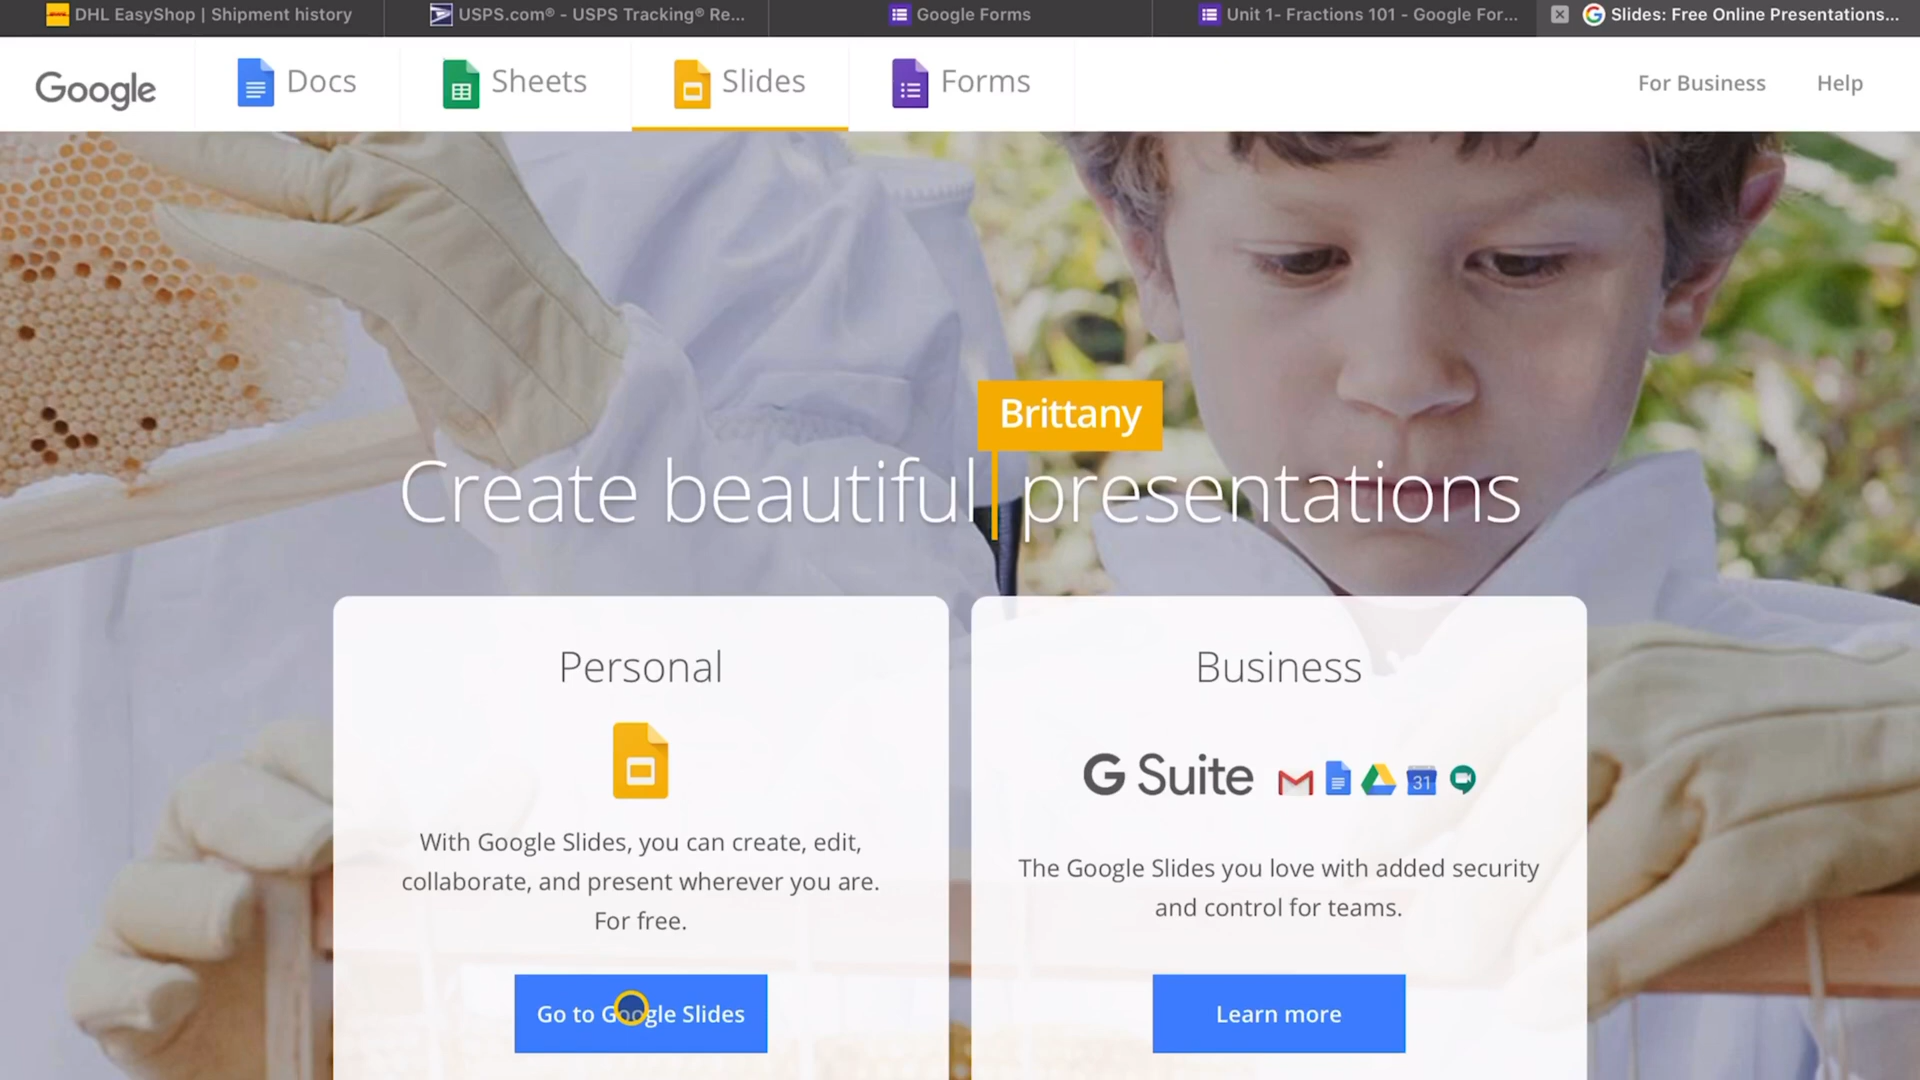 DHL EasyShop | Shipment history
USPS.com® - USPS Tracking® Re...
Google Forms
Unit 1- Fractions 101 - Google For...
Slides: Free Online Presentations...
Google
Docs
Sheets
Slides
Forms
For Business
Help
Brittany
Create beautiful presentations
Personal
With Google Slides, you can create, edit,
collaborate, and present wherever you are.
For free.
Go to Google Slides
Business
G Suite
31
The Google Slides you love with added security
and control for teams.
Learn more